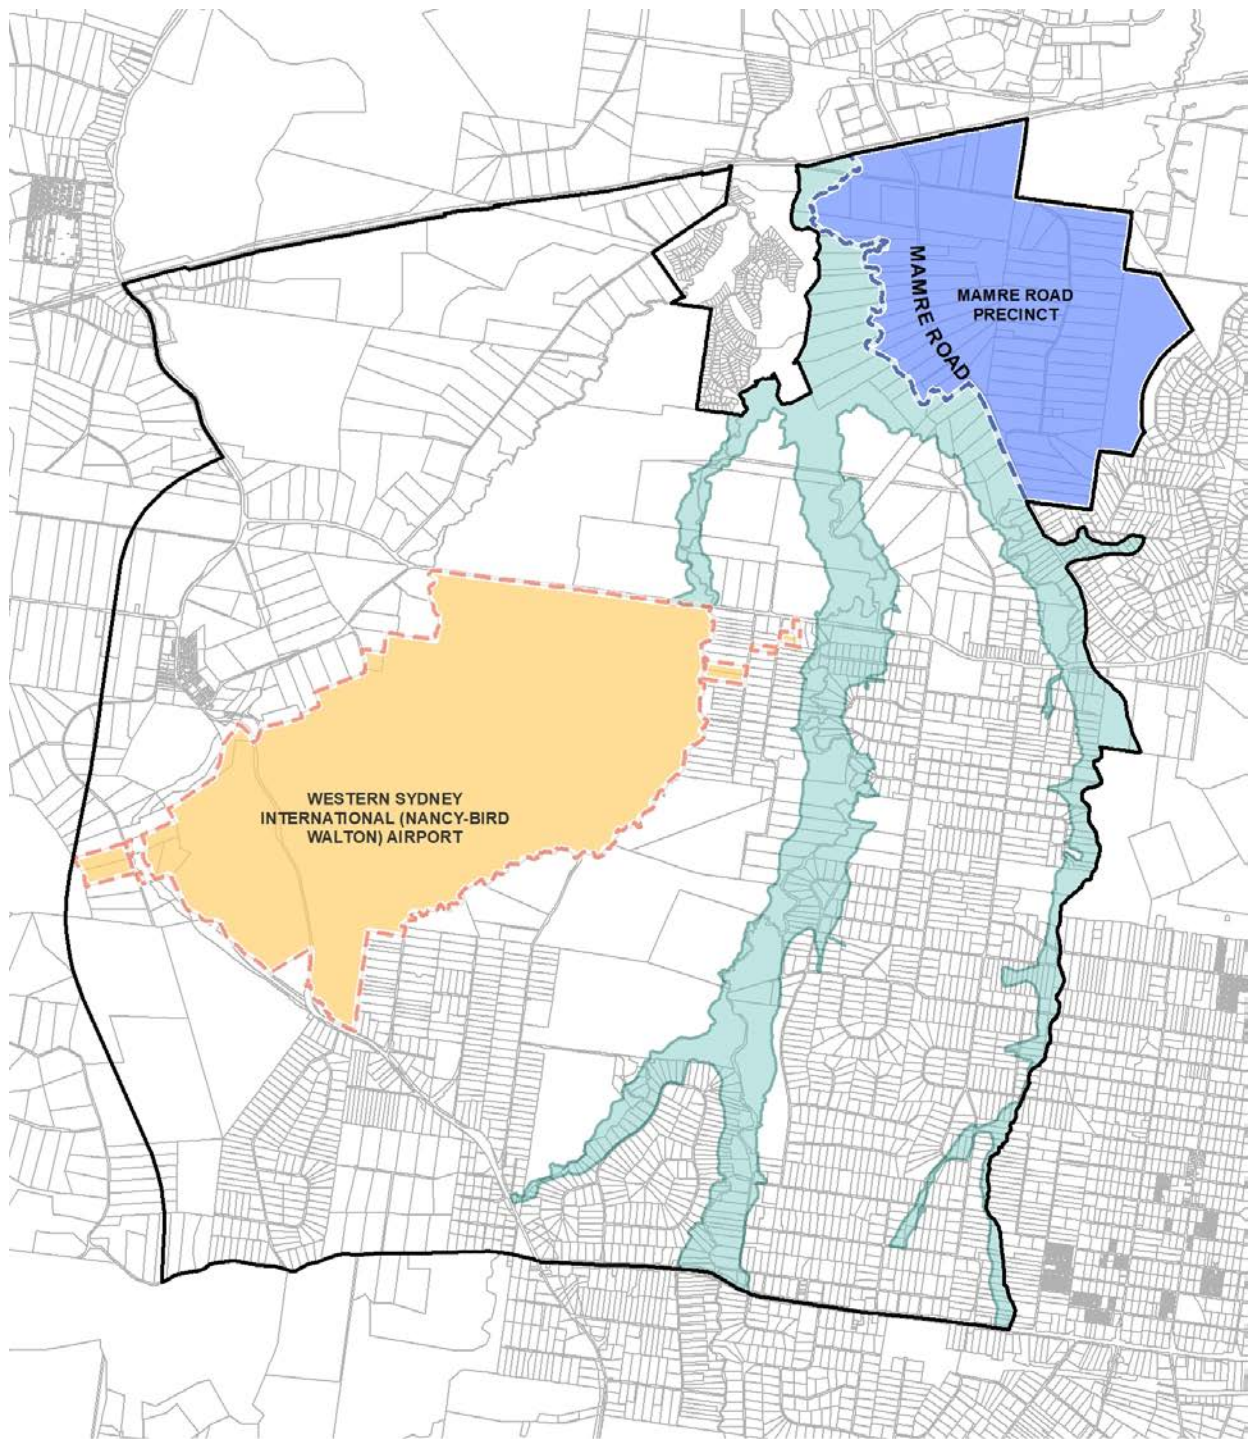 MAMRE ROAD
MAMRE ROAD
PRECINCT
WESTERN SYDNEY
INTERNATIONAL (NANCY-BIRD
WALTON) AIRPORT